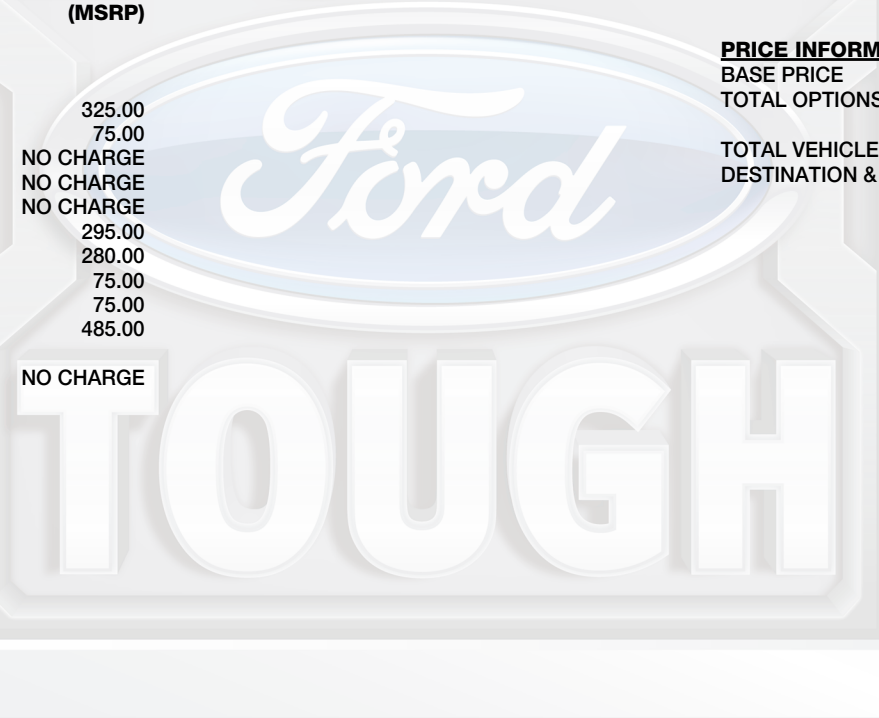 (MSRP)
325.00
75.00
NO CHARGE
NO CHARGE
NO CHARGE
295.00
280.00
75.00
75.00
485.00
NO CHARGE
PRICE INFORM
BASE PRICE
TOTAL OPTIONS
TOTAL VEHICLE
DESTINATION &
Ford
TOUGH